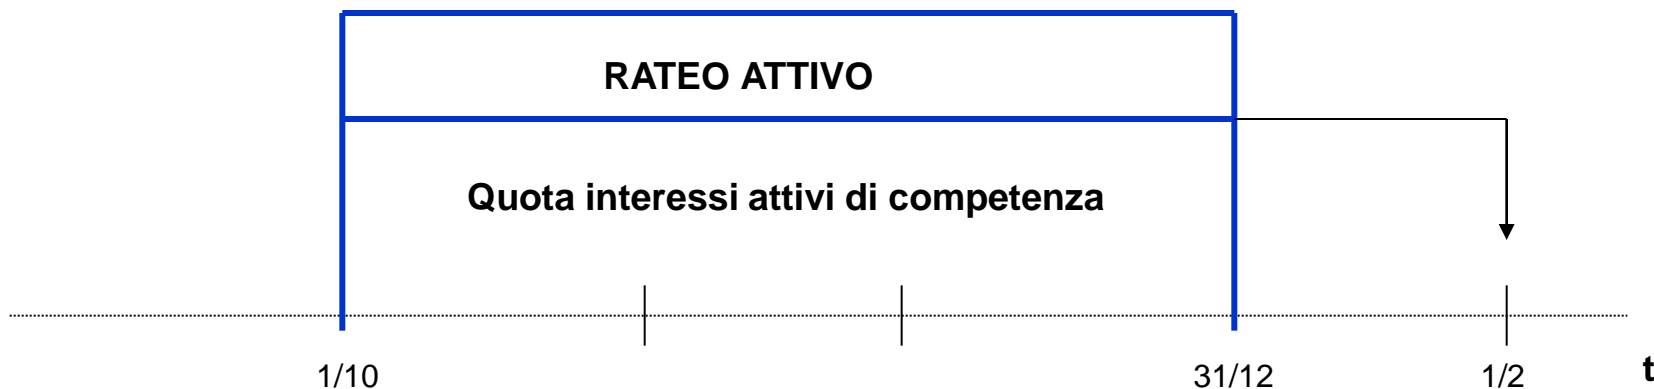 RATEO ATTIVO
Quota interessi attivi di competenza
1/10 31/12 1/2 t